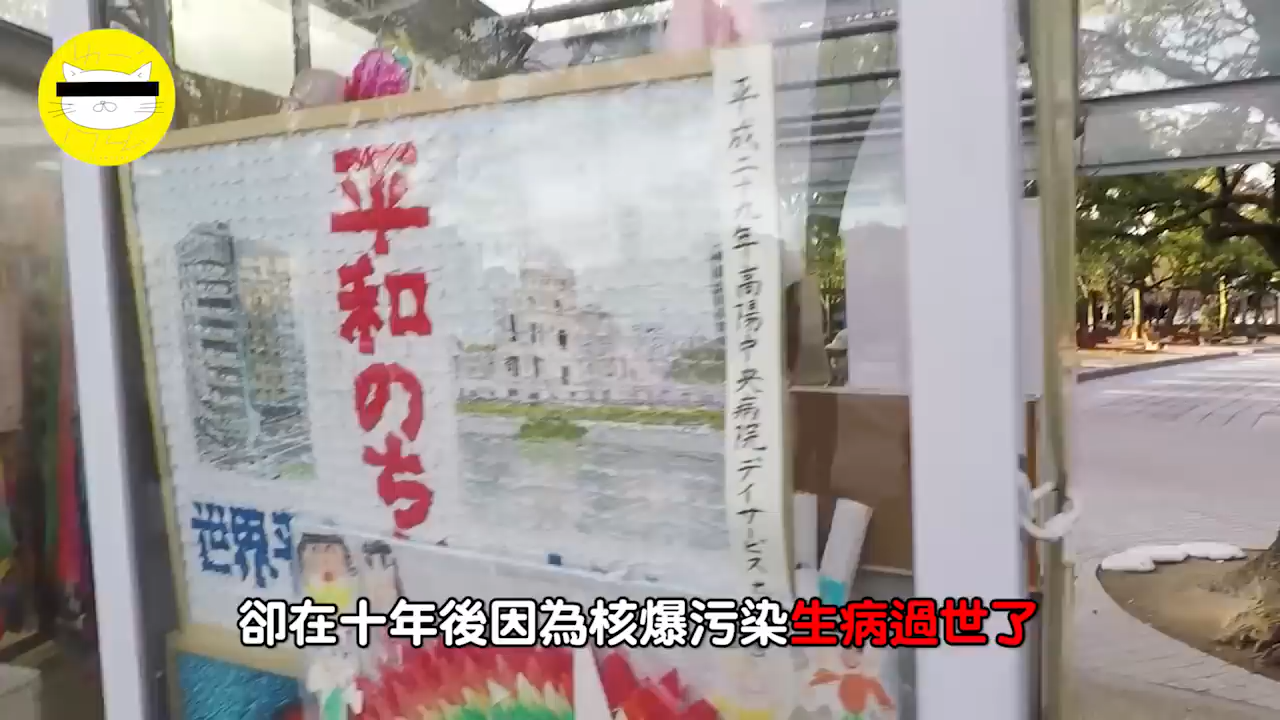 平和のち
平成二十九年 高陽中央病院デイサービス
世界平
卻在十年後因為核爆污染生病過世了